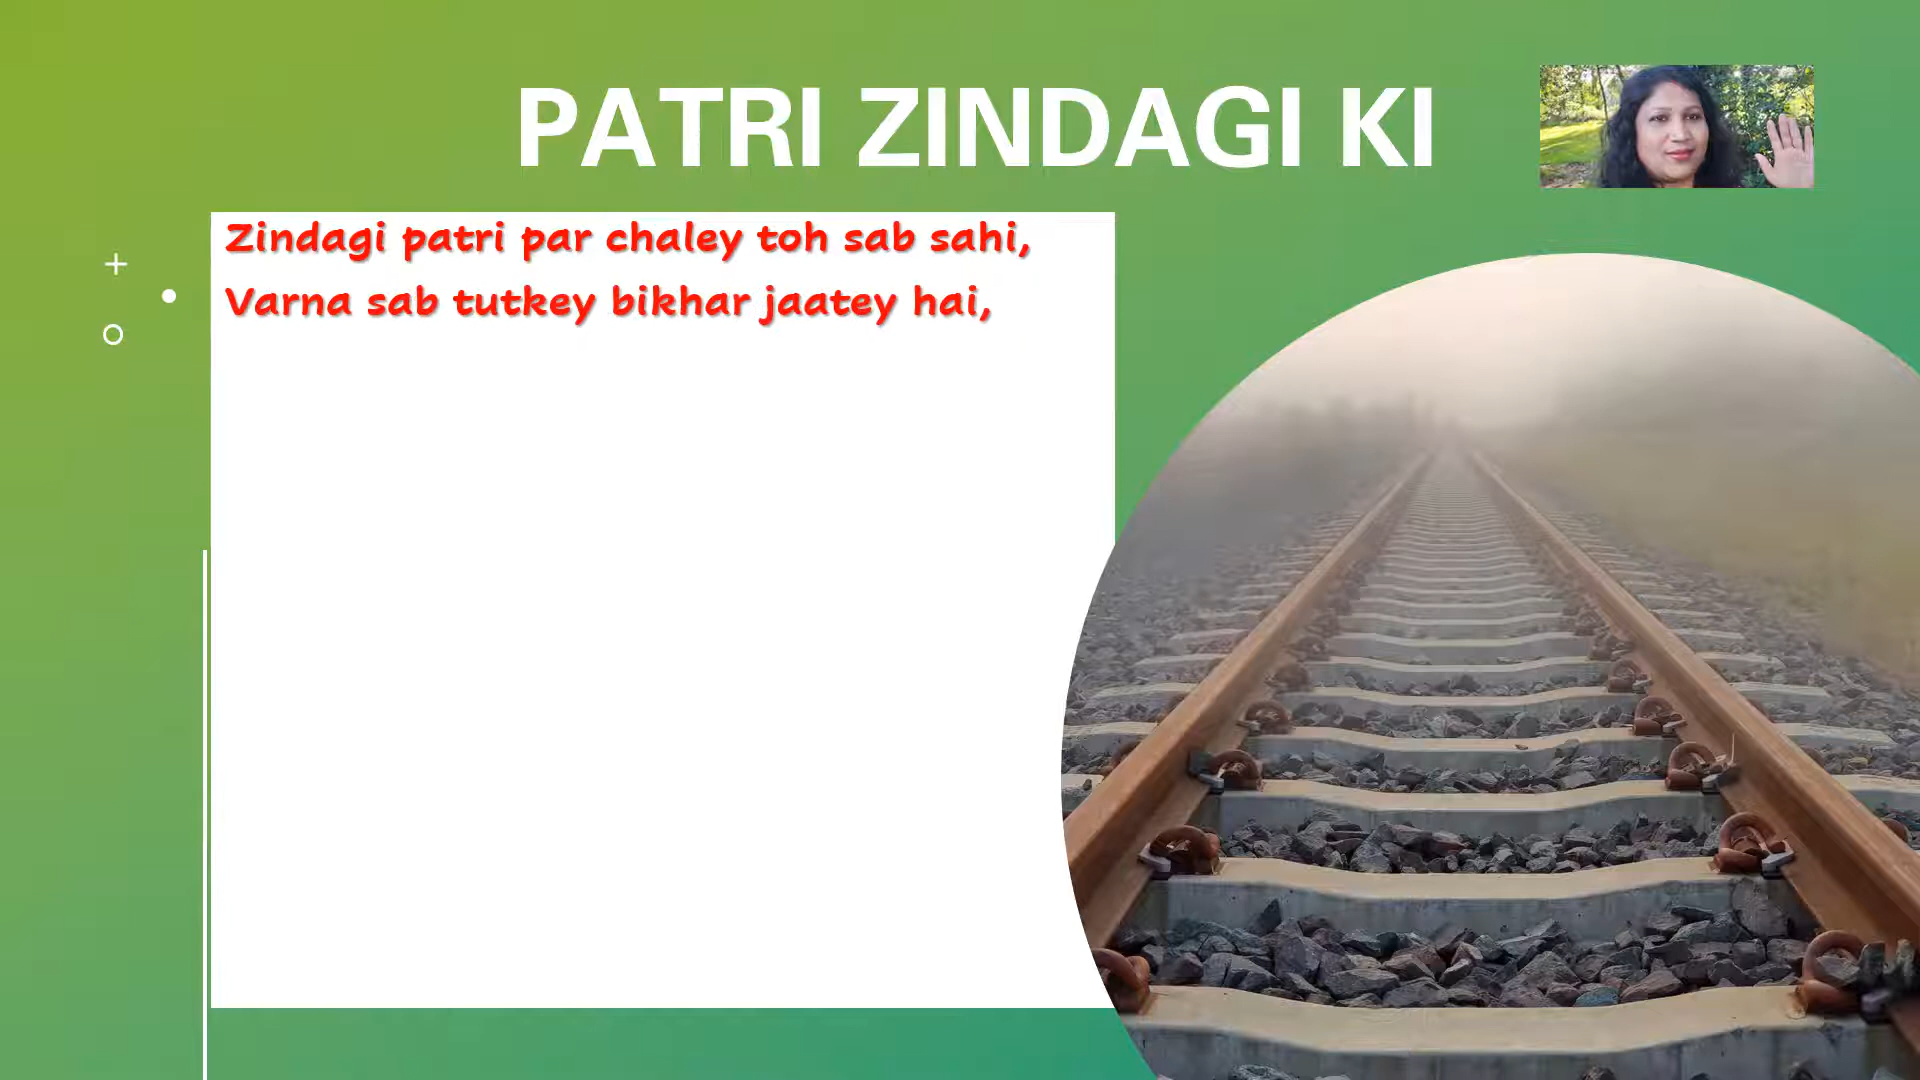 PATRI ZINDAGI KI
Zindagi patri par chaley toh sab sahi,
Varna sab tutkey bikhar jaatey hai,